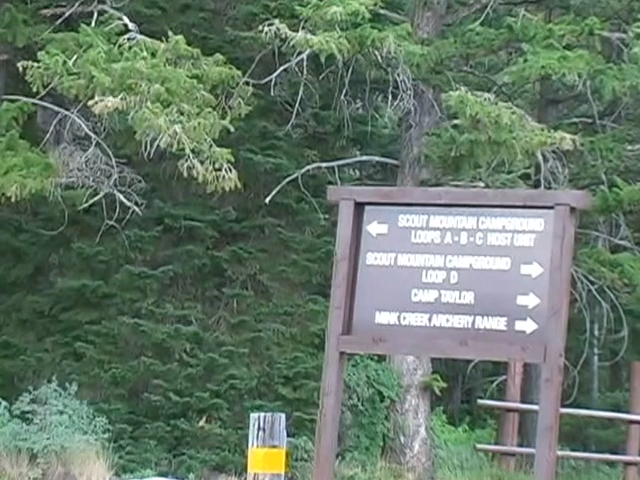 SCOUT MOUNTAIN CAMPGROUND
LOOPS A - B - C HOST UNIT
SCOUT MOUNTAIN CAMPGROUND
LOOP D
CAMP TAYLOR
MINK CREEK ARCHERY RANGE